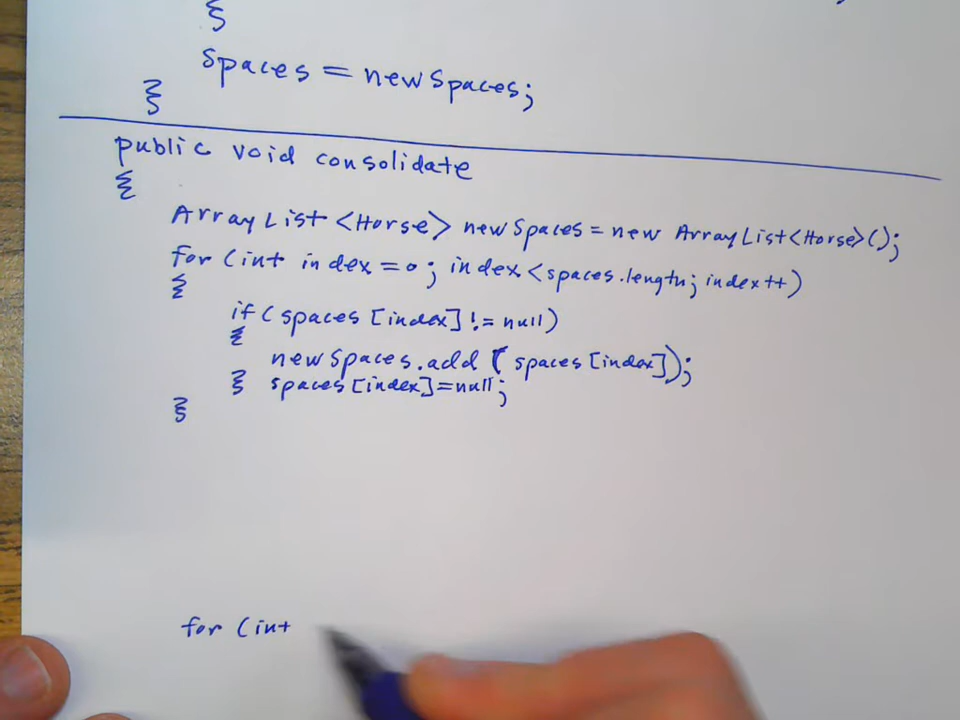 }
spaces = newSpaces;
}
public void consolidate
{
ArrayList <Horse> newSpaces = new ArrayList<Horse>();
for (int index = 0; index < spaces.length; index++)
{
if (spaces [index] != null)
{
newSpaces.add (spaces [index]);
} spaces [index] = null;
}
for (int